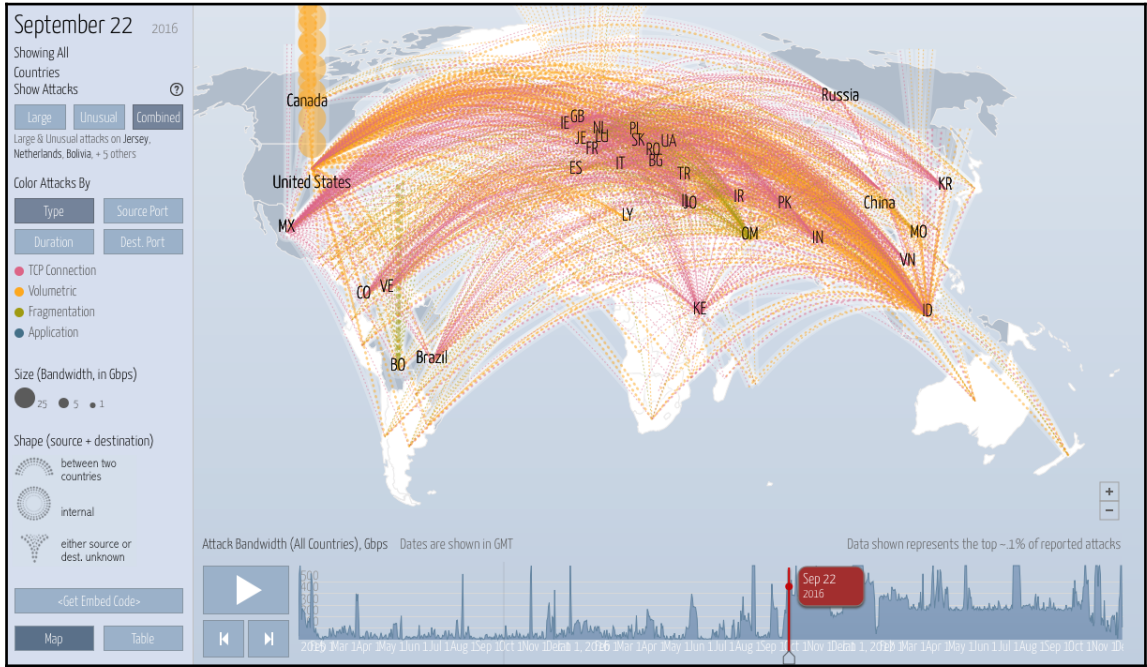 September 22 2016
Showing All
Countries
Show Attacks ?
Large Unusual Combined
Large & Unusual attacks on Jersey,
Netherlands, Bolivia, + 5 others
Color Attacks By
Type Source Port
Duration Dest. Port
TCP Connection
Volumetric
Fragmentation
Application
Size (Bandwidth, in Gbps)
25 5 1
Shape (source + destination)
between two
countries
internal
either source or
dest. unknown
<Get Embed Code>
Map Table
Canada
Russia
United States
China
Brazil
IE GB
JE NL LU
FR
PL
SK UA
RO
BG
ES IT
TR
MX
LY
IR
PK
IN
OM
KR
MO
VN
ID
CO VE
BO
KE
+
−
Attack Bandwidth (All Countries), Gbps Dates are shown in GMT
Data shown represents the top ~.1% of reported attacks
500
400
Sep 22
2016